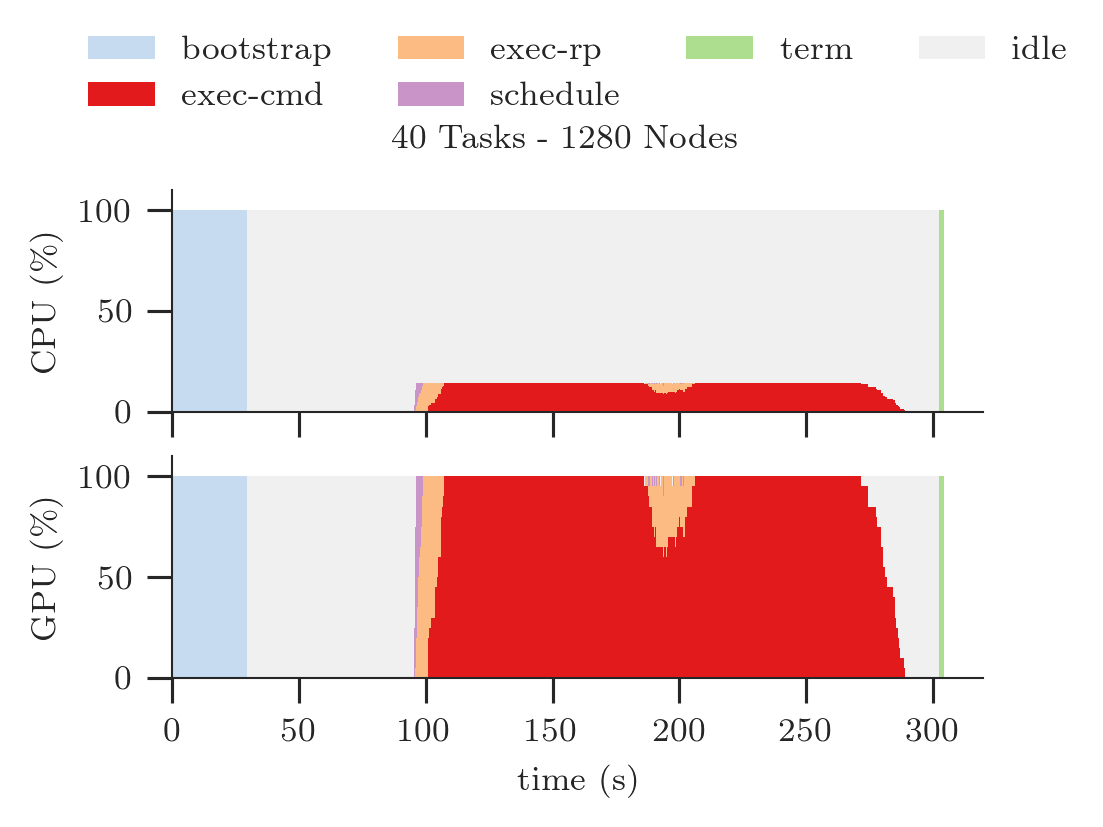 bootstrap exec-rp term idle
exec-cmd schedule
40 Tasks - 1280 Nodes
100
50
0
CPU (%)
100
50
0
GPU (%)
0 50 100 150 200 250 300
time (s)